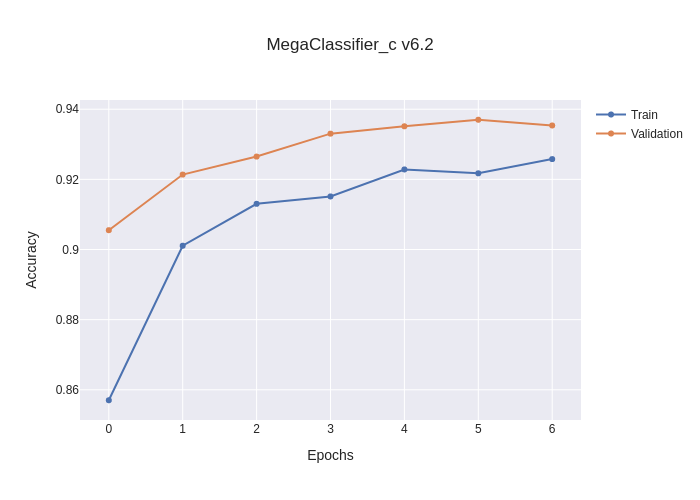 MegaClassifier_c v6.2
Train
Validation
Accuracy
0.94
0.92
0.9
0.88
0.86
0 1 2 3 4 5 6
Epochs